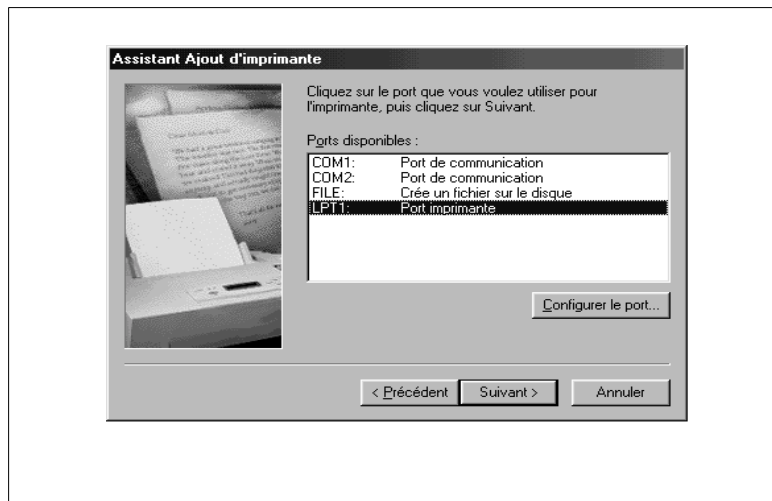 Assistant Ajout d'imprimante
Cliquez sur le port que vous voulez utiliser pour
l'imprimante, puis cliquez sur Suivant.
Ports disponibles :
COM1: Port de communication
COM2: Port de communication
FILE: Crée un fichier sur le disque
LPT1: Port imprimante
Configurer le port...
< Précédent
Suivant >
Annuler